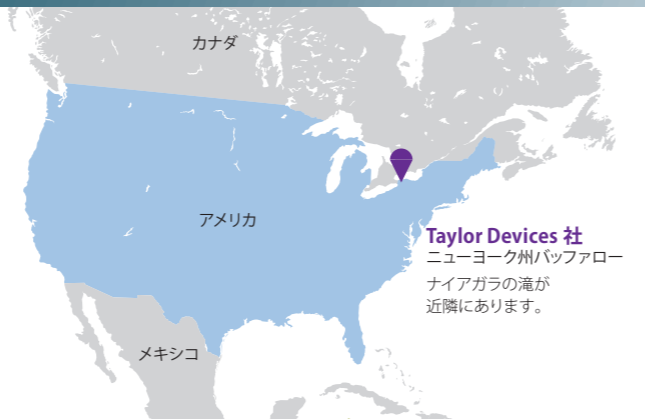 カナダ
アメリカ
Taylor Devices 社
ニューヨーク州バッファロー
ナイアガラの滝が
近隣にあります。
メキシコ